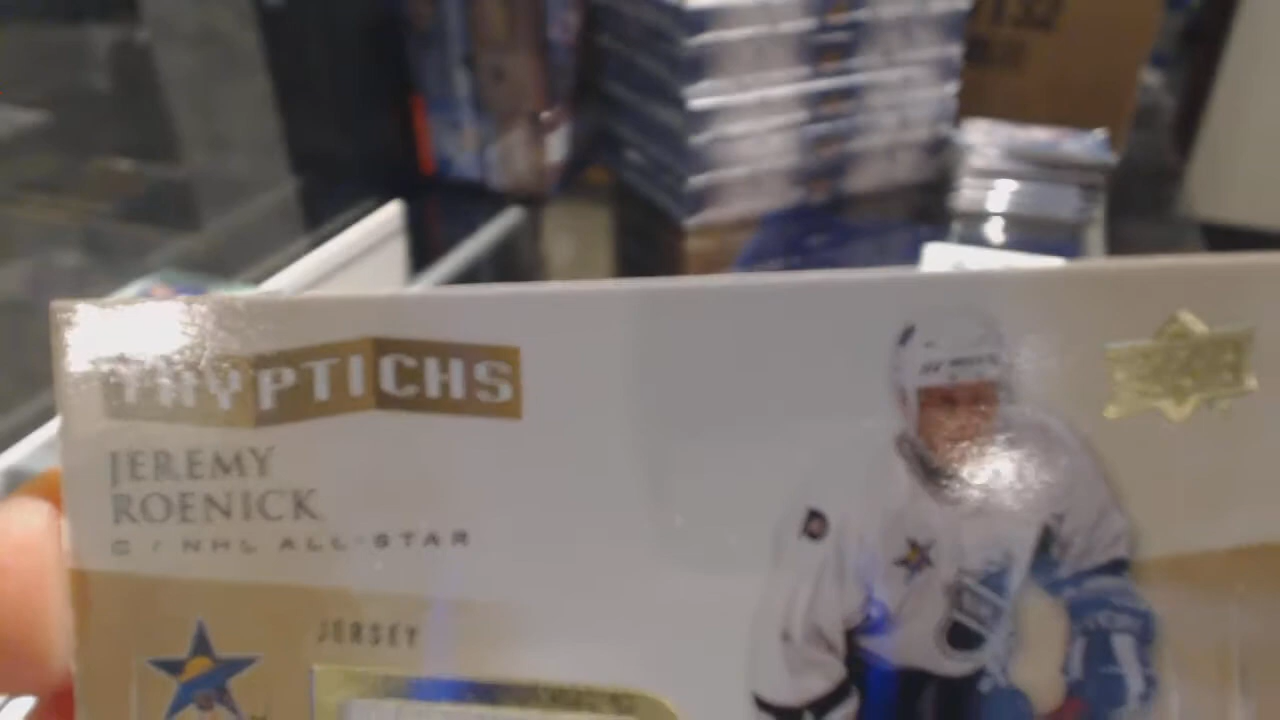 TRYPTICHS
JEREMY
ROENICK
C / NHL ALL-STAR
JERSEY